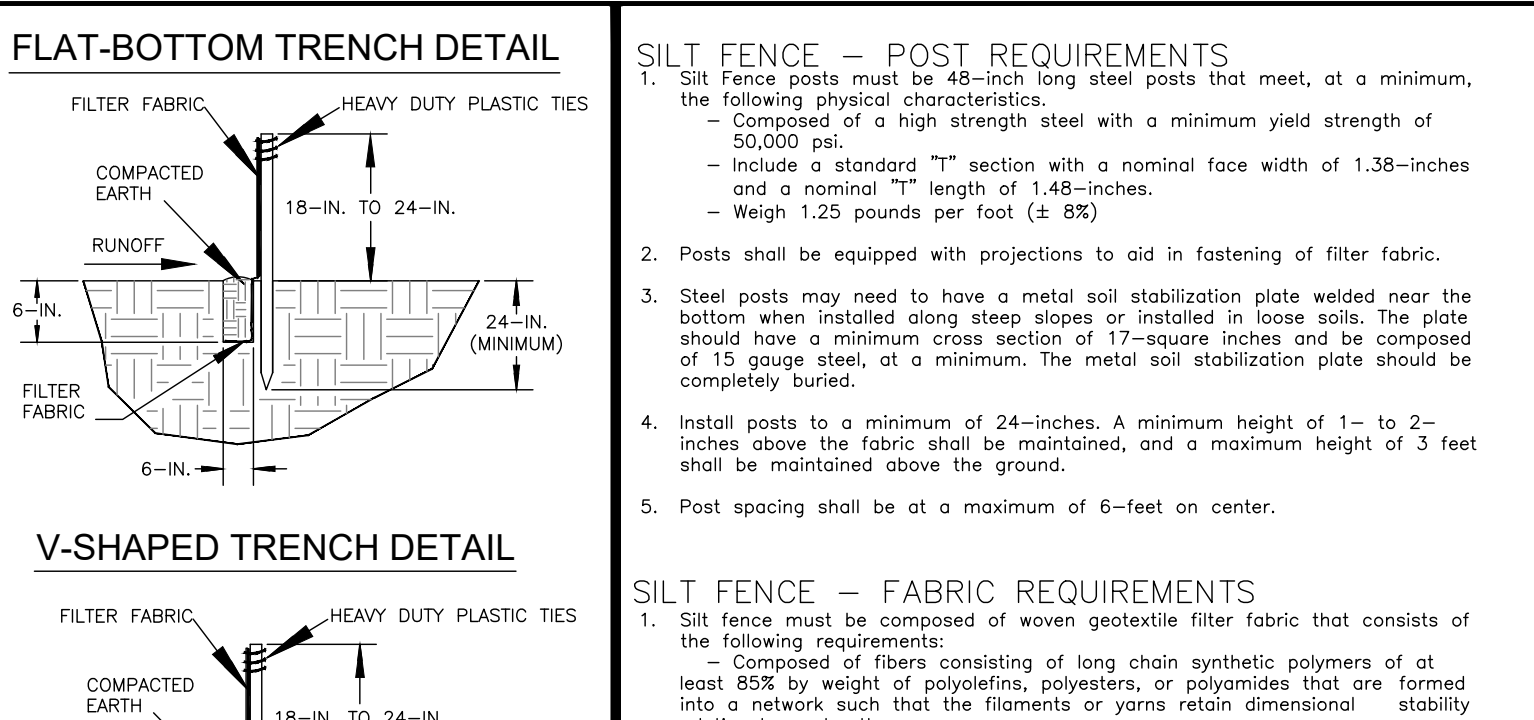 FLAT-BOTTOM TRENCH DETAIL
FILTER FABRIC
HEAVY DUTY PLASTIC TIES
COMPACTED
EARTH
18-IN. TO 24-IN.
RUNOFF
6-IN.
24-IN.
(MINIMUM)
FILTER
FABRIC
6-IN.
V-SHAPED TRENCH DETAIL
FILTER FABRIC
HEAVY DUTY PLASTIC TIES
COMPACTED
EARTH
18-IN. TO 24-IN.
SILT FENCE – POST REQUIREMENTS
1. Silt Fence posts must be 48–inch long steel posts that meet, at a minimum,
the following physical characteristics.
– Composed of a high strength steel with a minimum yield strength of
50,000 psi.
– Include a standard "T" section with a nominal face width of 1.38–inches
and a nominal "T" length of 1.48–inches.
– Weigh 1.25 pounds per foot (± 8%)
2. Posts shall be equipped with projections to aid in fastening of filter fabric.
3. Steel posts may need to have a metal soil stabilization plate welded near the
bottom when installed along steep slopes or installed in loose soils. The plate
should have a minimum cross section of 17–square inches and be composed
of 15 gauge steel, at a minimum. The metal soil stabilization plate should be
completely buried.
4. Install posts to a minimum of 24–inches. A minimum height of 1– to 2–
inches above the fabric shall be maintained, and a maximum height of 3 feet
shall be maintained above the ground.
5. Post spacing shall be at a maximum of 6–feet on center.
SILT FENCE – FABRIC REQUIREMENTS
1. Silt fence must be composed of woven geotextile filter fabric that consists of
the following requirements:
– Composed of fibers consisting of long chain synthetic polymers of at
least 85% by weight of polyolefins, polyesters, or polyamides that are formed
into a network such that the filaments or yarns retain dimensional stability